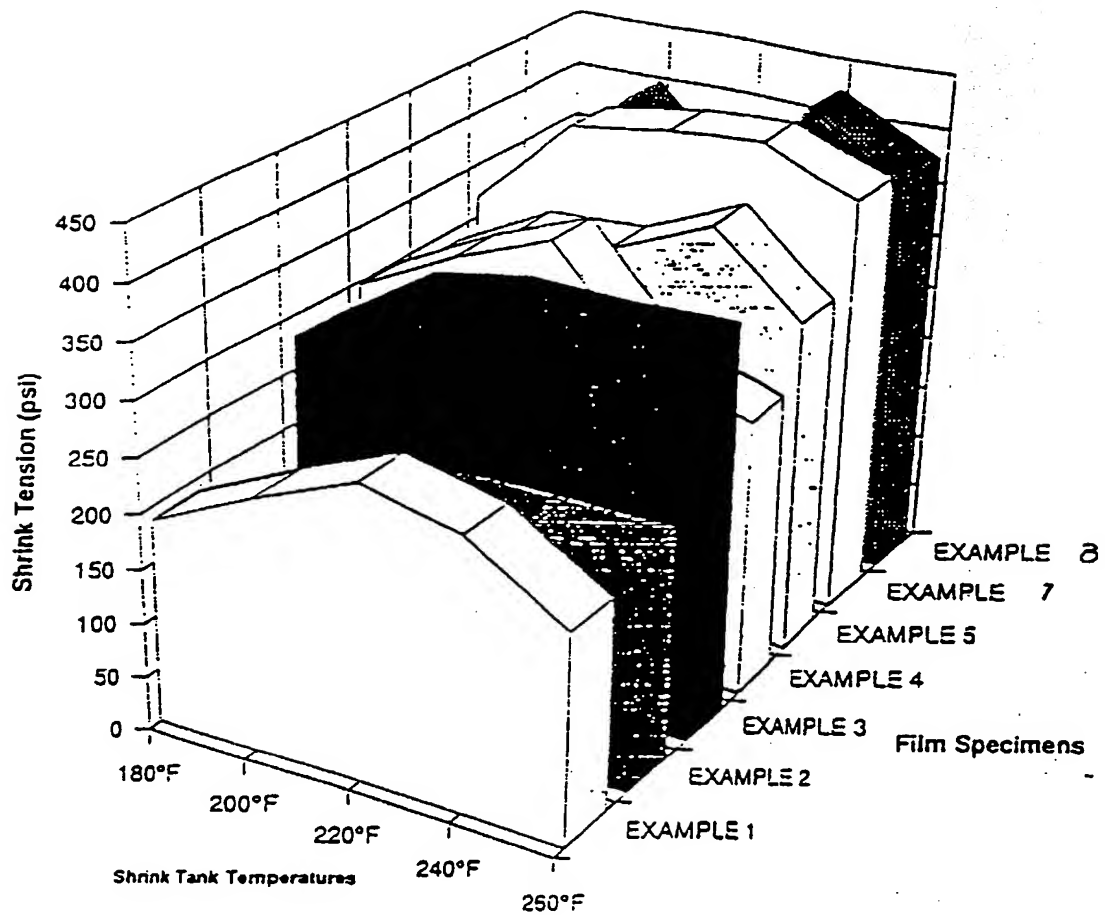 Shrink Tension (psi)
450
400
350
300
250
200
150
100
50
0
180°F
200°F
220°F
240°F
260°F
Shrink Tank Temperatures
EXAMPLE 8
EXAMPLE 7
EXAMPLE 5
EXAMPLE 4
EXAMPLE 3
EXAMPLE 2
EXAMPLE 1
Film Specimens